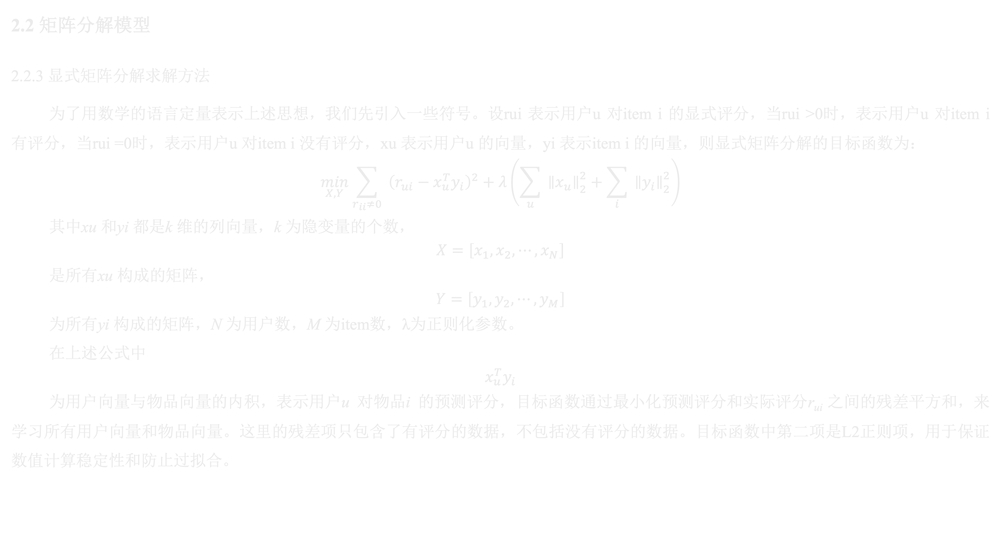 2.2 矩阵分解模型
2.2.3 显式矩阵分解求解方法
为了用数学的语言定量表示上述思想，我们先引入一些符号。设rui 表示用户u 对item i 的显式评分，当rui >0时，表示用户u 对item i
有评分，当rui =0时，表示用户u 对item i 没有评分，xu 表示用户u 的向量，yi 表示item i 的向量，则显式矩阵分解的目标函数为：
\min_{X,Y} \sum_{r_{ii}≠0} (r_{ui} − x_u^T y_i)^2 + λ(\sum_u ‖x_u‖_2^2 + \sum_i ‖y_i‖_2^2)
其中xu 和yi 都是k 维的列向量，k 为隐变量的个数，
X = [x_1, x_2, ⋯ , x_N]
是所有xu 构成的矩阵，
Y = [y_1, y_2, ⋯ , y_M]
为所有yi 构成的矩阵，N 为用户数，M 为item数，λ为正则化参数。
在上述公式中
x_u^T y_i
为用户向量与物品向量的内积，表示用户u 对物品i 的预测评分，目标函数通过最小化预测评分和实际评分r_{ui} 之间的残差平方和，来
学习所有用户向量和物品向量。这里的残差项只包含了有评分的数据，不包括没有评分的数据。目标函数中第二项是L2正则项，用于保证
数值计算稳定性和防止过拟合。